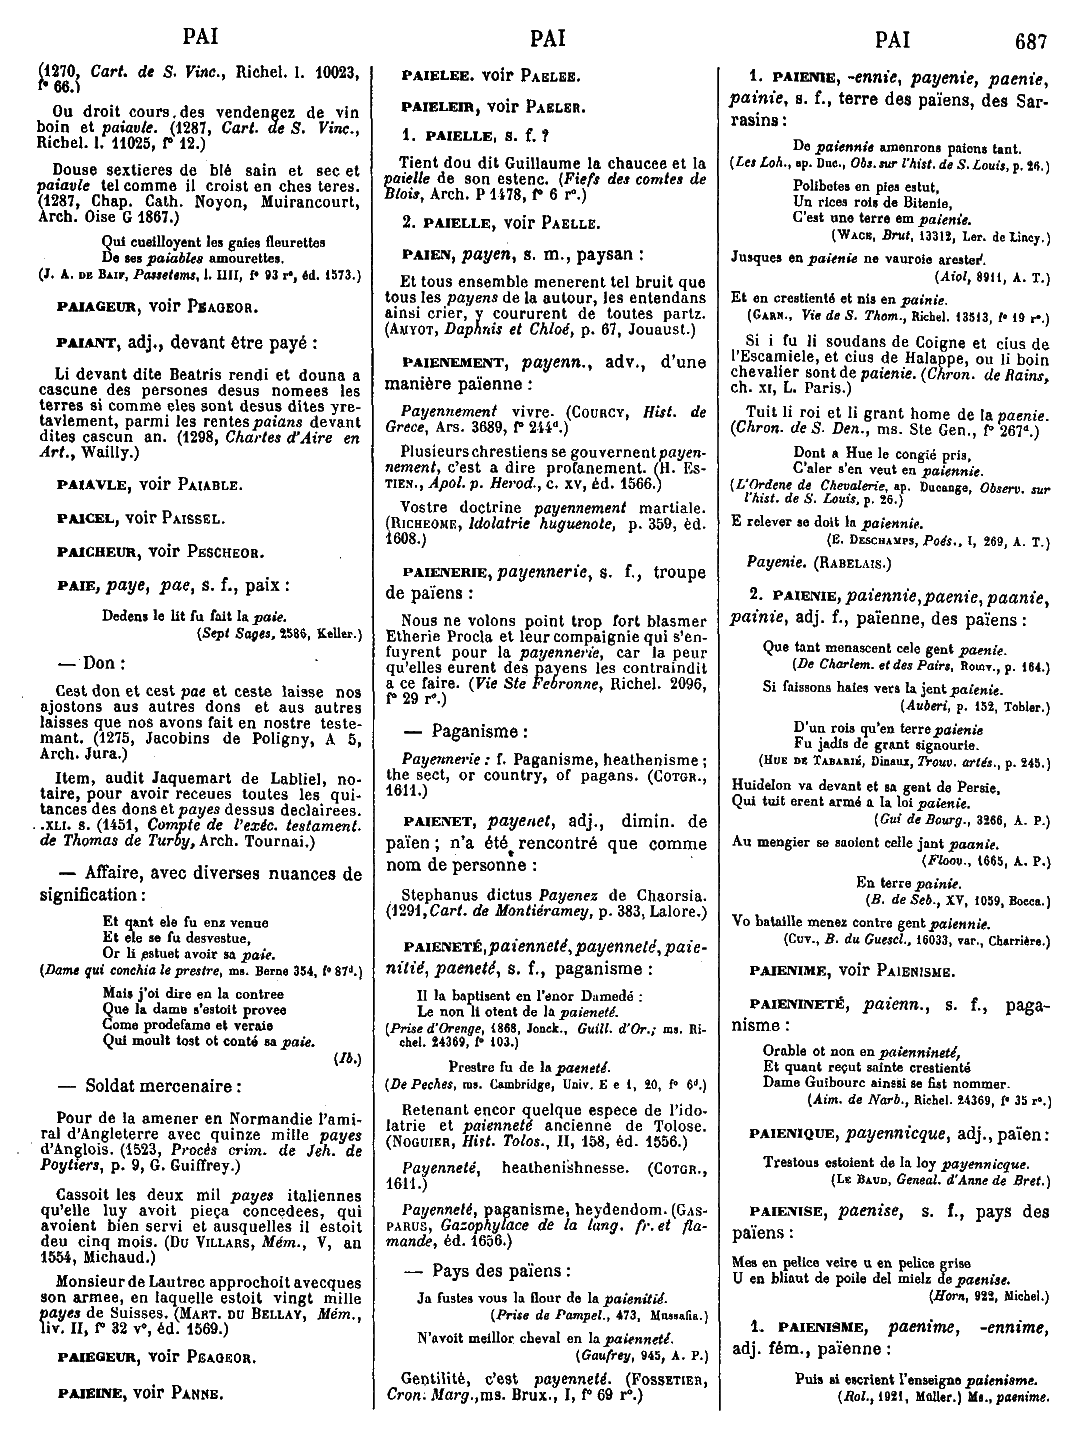 PAI
PAI
PAI
687
(1270, Cart. de S. Vinc., Richel. l. 10023,
f° 66.)
Ou droit cours des vendengez de vin
boin et paiavle. (1287, Cart. de S. Vinc.,
Richel. l. 11025, f° 12.)
Douse sextieres de blé sain et sec et
paiavle tel comme il croist en ches teres.
(1287, Chap. Cath. Noyon, Muirancourt,
Arch. Oise G 1867.)
Qui cueilloyent les gaies fleurettes
De ses paiables amourettes.
(J. A. DE BAIF, Passetems, l. IIII, f° 93 r°, éd. 1573.)
PAIAGEUR, voir PEAGEOR.
PAIANT, adj., devant être payé :
Li devant dite Beatris rendi et douna a
cascune des persones desus nomees les
terres si comme eles sont desus dites yre-
tavlement, parmi les rentes paians devant
dites cascun an. (1298, Chartes d'Aire en
Art., Wailly.)
PAIAVLE, voir PAIABLE.
PAICEL, voir PAISSEL.
PAICHEUR, voir PESCHEOR.
PAIE, paye, pae, s. f., paix :
Dedens le lit fu fait la paie.
(Sept Sages, 2586, Keller.)
— Don :
Cest don et cest pae et ceste laisse nos
ajostons aus autres dons et aus autres
laisses que nos avons fait en nostre teste-
mant. (1275, Jacobins de Poligny, A 5,
Arch. Jura.)
Item, audit Jaquemart de Labliel, no-
taire, pour avoir receues toutes les qui-
tances des dons et payes dessus declairees.
..XLI. s. (1451, Compte de l'exéc. testament.
de Thomas de Turby, Arch. Tournai.)
— Affaire, avec diverses nuances de
signification :
Et qant ele fu enz venue
Et ele se fu desvestue,
Or li estuet avoir sa paie.
(Dame qui conchia le prestre, ms. Berne 354, f° 87d.)
Mais j'oi dire en la contree
Que la dame s'estoit provee
Come prodefame et veraie
Qui moult tost ot conté sa paie.
(Ib.)
— Soldat mercenaire :
Pour de la amener en Normandie l'ami-
ral d'Angleterre avec quinze mille payes
d'Anglois. (1523, Procès crim. de Jeh. de
Poytiers, p. 9, G. Guiffrey.)
Cassoit les deux mil payes italiennes
qu'elle luy avoit pieça concedees, qui
avoient bien servi et ausquelles il estoit
deu cinq mois. (DU VILLARS, Mém., V, an
1554, Michaud.)
Monsieur de Lautrec approchoit avecques
son armee, en laquelle estoit vingt mille
payes de Suisses. (MART. DU BELLAY, Mém.,
liv. II, f° 32 v°, éd. 1569.)
PAIEGEUR, voir PEAGEOR.
PAIEINE, voir PANNE.
PAIELEE. voir PAELEE.
PAIELEIR, voir PAELER.
1. PAIELLE, s. f. ?
Tient dou dit Guillaume la chaucee et la
paielle de son estenc. (Fiefs des comtes de
Blois, Arch. P 1478, f° 6 r°.)
2. PAIELLE, voir PAELLE.
PAIEN, payen, s. m., paysan :
Et tous ensemble menerent tel bruit que
tous les payens de la autour, les entendans
ainsi crier, y coururent de toutes partz.
(AMYOT, Daphnis et Chloé, p. 67, Jouaust.)
PAIENEMENT, payenn., adv., d'une
manière païenne :
Payennement vivre. (COURCY, Hist. de
Grece, Ars. 3689, f° 244d.)
Plusieurs chrestiens se gouvernent payen-
nement, c'est a dire profanement. (H. ES-
TIEN., Apol. p. Herod., c. XV, éd. 1566.)
Vostre doctrine payennement martiale.
(RICHEOME, Idolatrie huguenote, p. 359, éd.
1608.)
PAIENERIE, payennerie, s. f., troupe
de païens :
Nous ne volons point trop fort blasmer
Etherie Procla et leur compaignie qui s'en-
fuyrent pour la payennerie, car la peur
qu'elles eurent des payens les contraindit
a ce faire. (Vie Ste Febronne, Richel. 2096,
f° 29 r°.)
— Paganisme :
Payennerie : f. Paganisme, heathenisme ;
the sect, or country, of pagans. (COTGR.,
1611.)
PAIENET, payenet, adj., dimin. de
païen ; n'a été rencontré que comme
nom de personne :
Stephanus dictus Payenez de Chaorsia.
(1291, Cart. de Montiéramey, p. 383, Lalore.)
PAIENETÉ, paienneté, payenneté, paie-
nitié, paeneté, s. f., paganisme :
Il la baptisent en l'enor Damedé :
Le non li otent de la paieneté.
(Prise d'Orenge, 1868, Jonck., Guill. d'Or.; ms. Ri-
chel. 24369, f° 103.)
Prestre fu de la paeneté.
(De Peches, ms. Cambridge, Univ. E e 1, 20, f° 6d.)
Retenant encor quelque espece de l'ido-
latrie et paienneté ancienne de Tolose.
(NOGUIER, Hist. Tolos., II, 158, éd. 1556.)
Payenneté, heathenishnesse. (COTGR.,
1611.)
Payenneté, paganisme, heydendom. (GAS-
PARUS, Gazophylace de la lang. fr. et fla-
mande, éd. 1656.)
— Pays des païens :
Ja fustes vous la flour de la paienitié.
(Prise de Pampel., 473, Mussafia.)
N'avoit meillor cheval en la paienneté.
(Gaufrey, 945, A. P.)
Gentilité, c'est payenneté. (FOSSETIER,
Cron. Marg., ms. Brux., I, f° 69 r°.)
1. PAIENIE, -ennie, payenie, paenie,
painie, s. f., terre des païens, des Sar-
rasins :
De paiennie amenrons paiens tant.
(Les Loh., ap. Duc., Obs. sur l'hist. de S. Louis, p. 26.)
Polibetes en pies estut,
Un rices rois de Bitenie,
C'est une terre em paienie.
(WACE, Brut, 13312, Ler. de Lincy.)
Jusques en paienie ne vauroie arester.
(Aiol, 8911, A. T.)
Et en crestienté et nis en painie.
(GARN., Vie de S. Thom., Richel. 13513, f° 19 r°.)
Si i fu li soudans de Coigne et cius de
l'Escamiele, et cius de Halappe, ou li boin
chevalier sont de paienie. (Chron. de Rains,
ch. XI, L. Paris.)
Tuit li roi et li grant home de la paenie.
(Chron. de S. Den., ms. Ste Gen., f° 267d.)
Dont a Hue le congié pris,
C'aler s'en veut en paiennie.
(L'Ordene de Chevalerie, ap. Ducange, Observ. sur
l'hist. de S. Louis, p. 26.)
E relever se doit la paiennie.
(E. DESCHAMPS, Poés., I, 269, A. T.)
Payenie. (RABELAIS.)
2. PAIENIE, paiennie, paenie, paanie,
painie, adj. f., païenne, des païens :
Que tant menascent cele gent paenie.
(De Charlem. et des Pairs, ROMV., p. 164.)
Si faissons haies vers la jent paienie.
(Auberi, p. 152, Tobler.)
D'un rois qu'en terre paienie
Fu jadis de grant signourie.
(HUE DE TABARIÉ, Dinaux, Trouv. artés., p. 245.)
Huidelon va devant et sa gent de Persie,
Qui tuit erent armé a la loi paienie.
(Gui de Bourg., 3266, A. P.)
Au mengier se saoient celle jant paanie.
(Floov., 1665, A. P.)
En terre painie.
(B. de Seb., XV, 1059, Bocca.)
Vo bataille menez contre gent paiennie.
(CUV., B. du Guescl., 16033, var., Charrière.)
PAIENIME, voir PAIENISME.
PAIENINETÉ, paienn., s. f., paga-
nisme :
Orable ot non en paiennineté,
Et quant reçut sainte crestienté
Dame Guibourc ainssi se fist nommer.
(Aim. de Narb., Richel. 24369, f° 35 r°.)
PAIENIQUE, payennicque, adj., païen :
Trestous estoient de la loy payennicque.
(LE BAUD, Geneal. d'Anne de Bret.)
PAIENISE, paenise, s. f., pays des
païens :
Mes en pelice veire u en pelice grise
U en bliaut de poile del mielz de paenise.
(Horn, 922, Michel.)
1. PAIENISME, paenime, -ennime,
adj. fém., païenne :
Puis si escrient l'enseigne paienisme.
(Rol., 1921, Müller.) Ms., paenime.